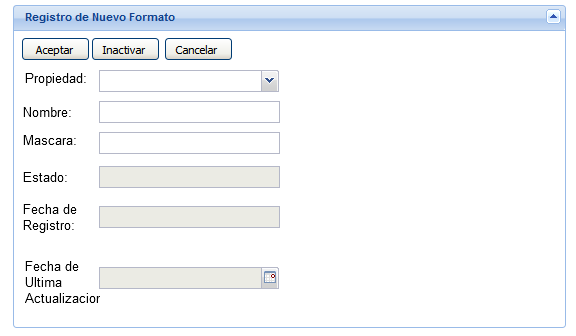 Registro de Nuevo Formato
Aceptar Inactivar Cancelar
Propiedad:
Nombre:
Mascara:
Estado:
Fecha de
Registro:
Fecha de
Ultima
Actualizacior